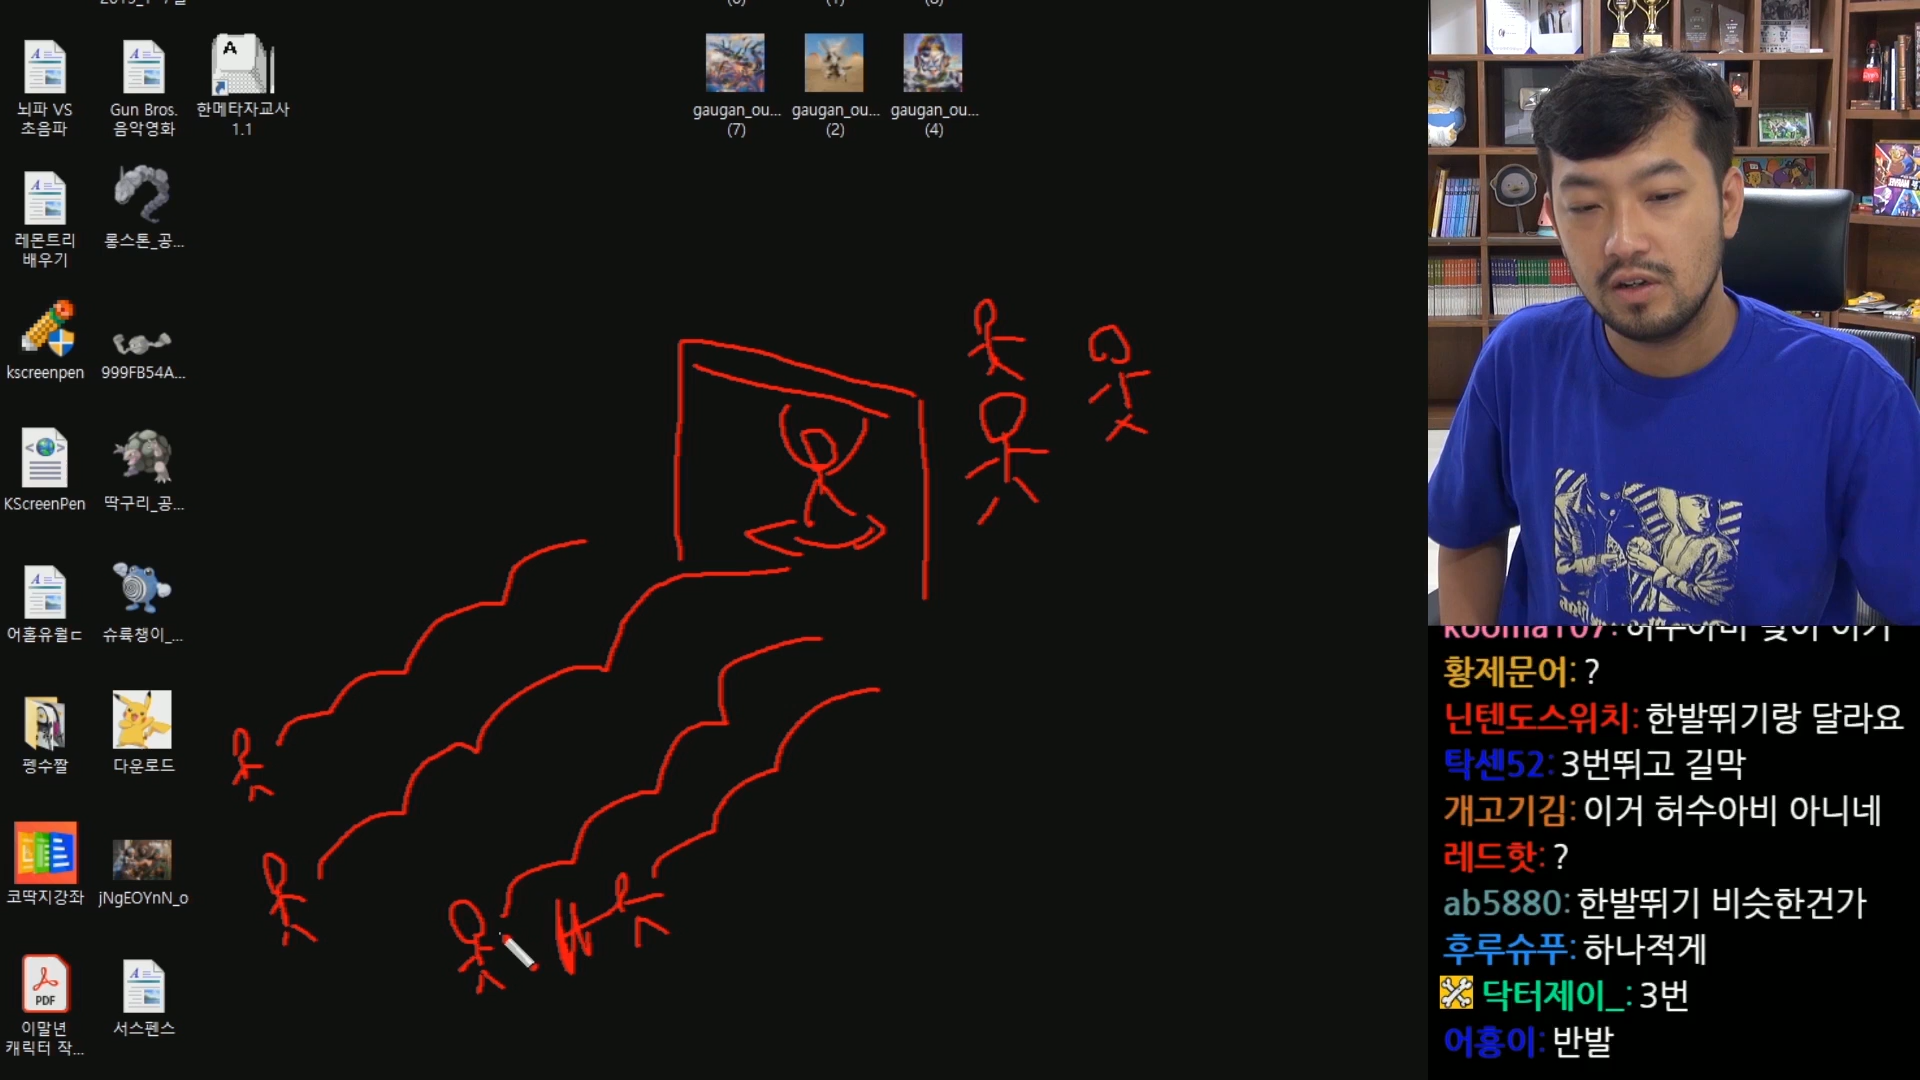 뇌파 VS
초음파
Gun Bros.
음악영화
A
한메타자교사
1.1
gaugan_ou...
(7)
gaugan_ou...
(2)
gaugan_ou...
(4)
레몬트리
배우기
롱스톤_공...
kscreenpen
999FB54A...
KScreenPen
딱구리_공...
어홀유월ㄷ
슈륙챙이_...
펭수짤
다운로드
코딱지강좌
jNgEOYnN_o
PDF
이말년
캐릭터 작...
서스펜스
황제문어: ?
닌텐도스위치: 한발뛰기랑 달라요
탁센52: 3번뛰고 길막
개고기김: 이거 허수아비 아니네
레드핫: ?
ab5880: 한발뛰기 비슷한건가
후루슈푸: 하나적게
닥터제이_: 3번
어흥이: 반발